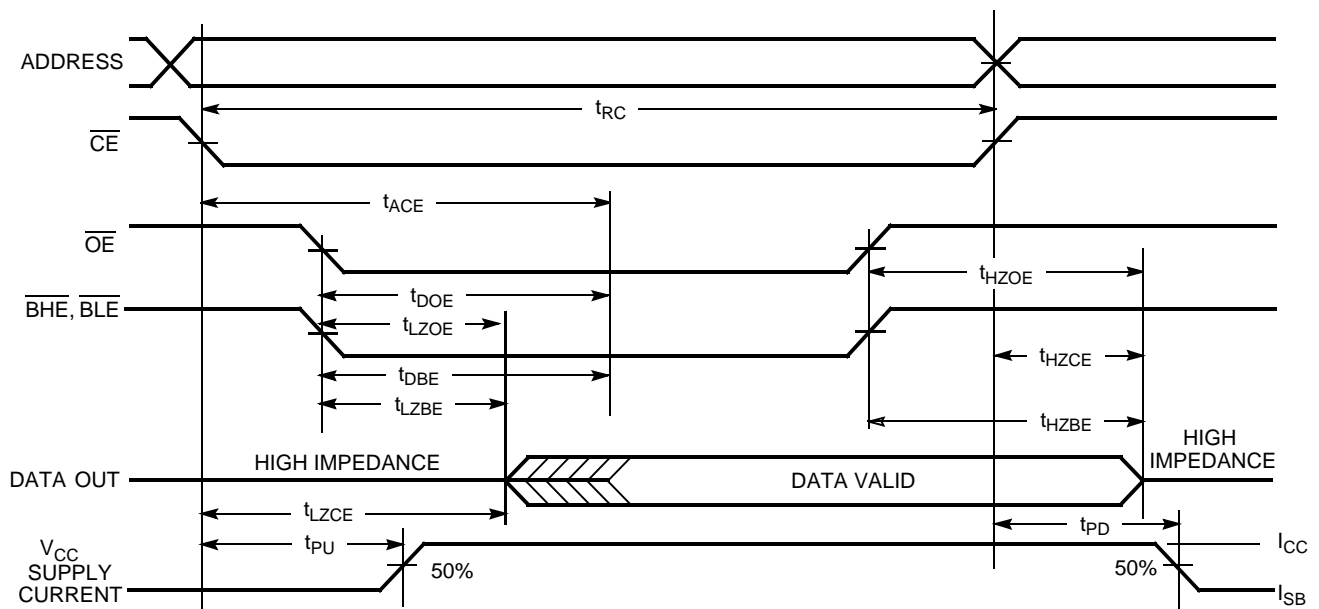 ADDRESS
tRC
CE
tACE
OE
tHZOE
tDOE
BHE, BLE
tLZOE
tHZCE
tDBE
tLZBE
tHZBE
HIGH
IMPEDANCE
HIGH IMPEDANCE
DATA OUT
DATA VALID
tLZCE
tPD
tPU
VCC
SUPPLY
CURRENT
50%
50%
ICC
ISB